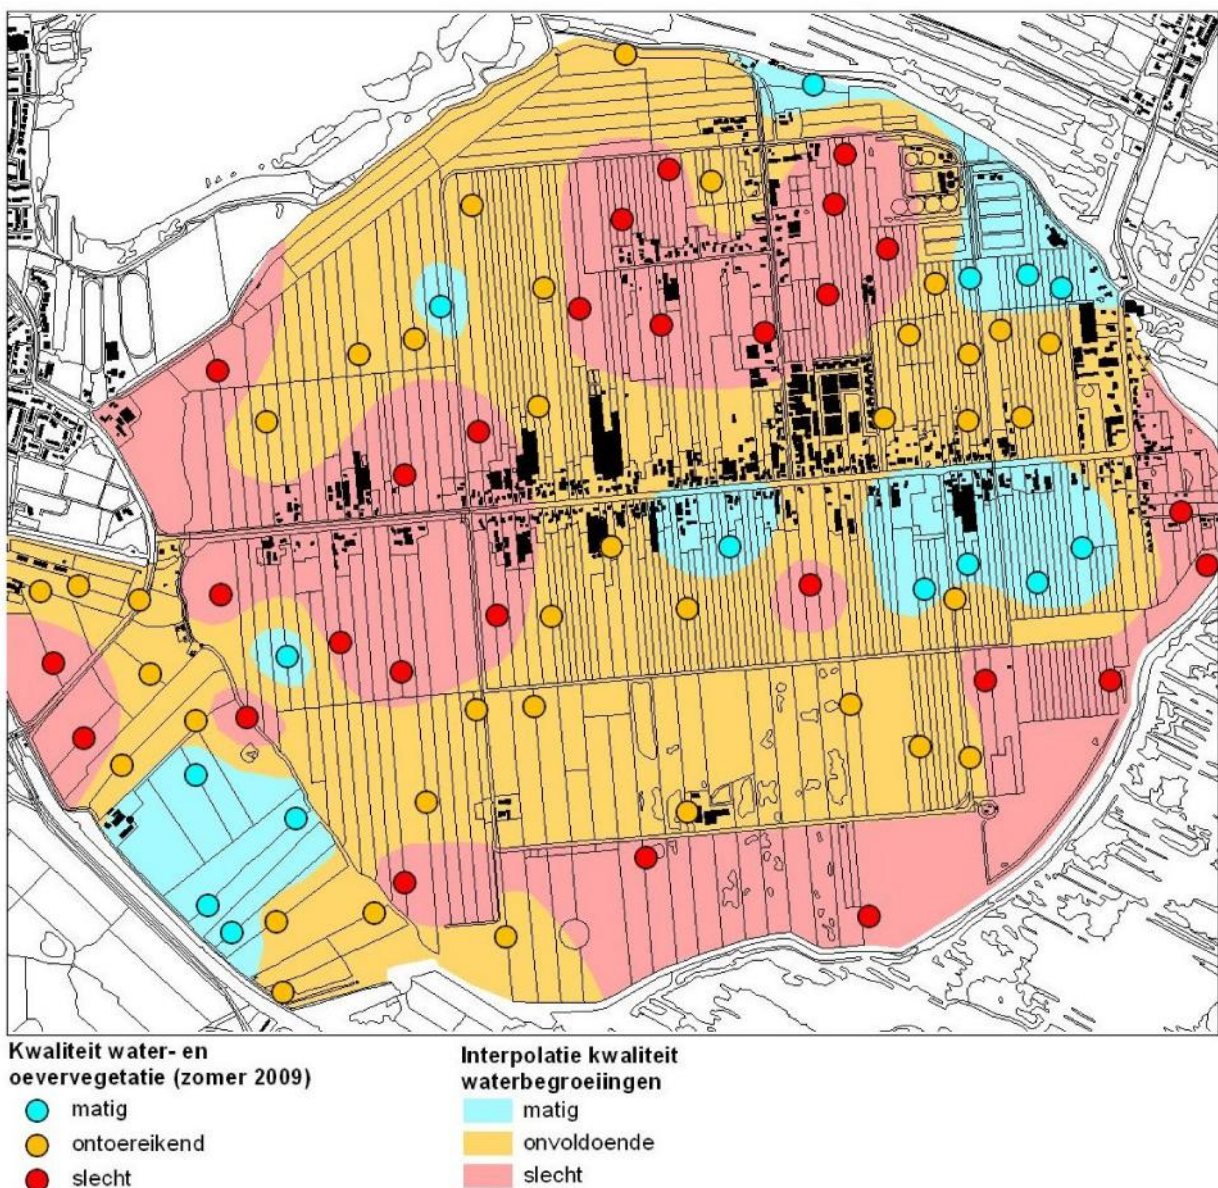 Kwaliteit water- en
oevervegetatie (zomer 2009)
matig
ontoereikend
slecht
Interpolatie kwaliteit
waterbegroeiingen
matig
onvoldoende
slecht